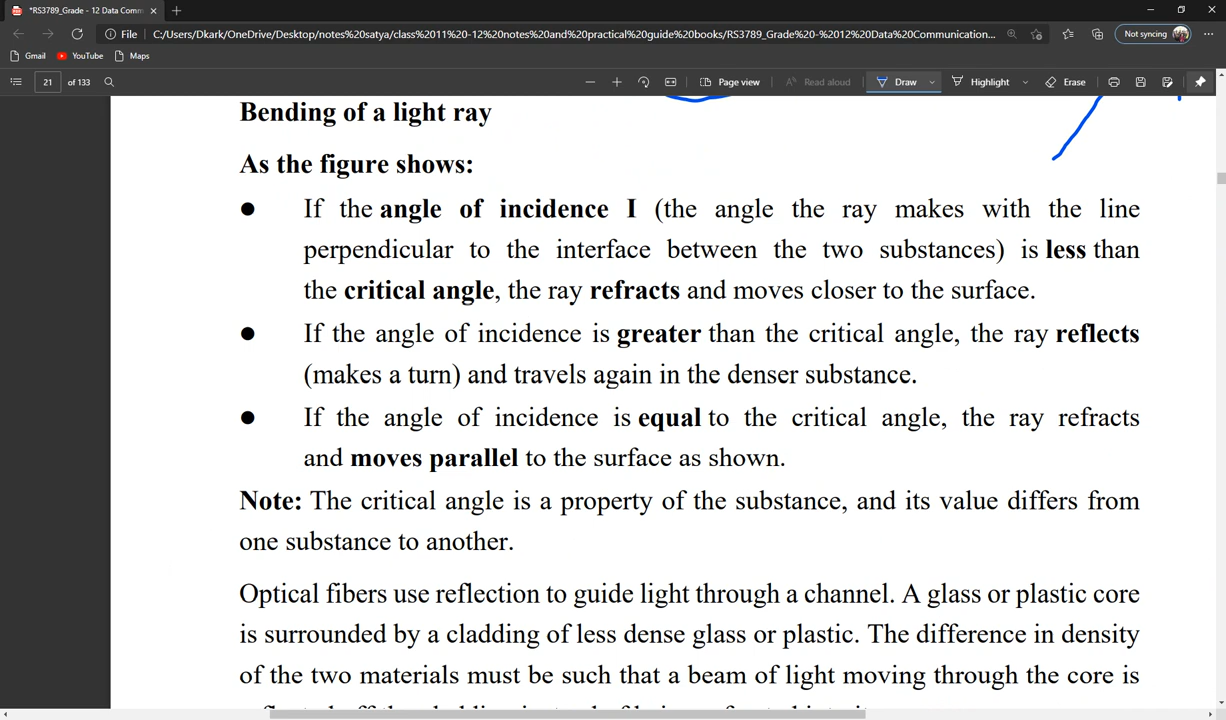 *RS3789_Grade - 12 Data Comm
File
C:/Users/Dkark/OneDrive/Desktop/notes%20satya/class%2011%20-12%20notes%20and%20practical%20guide%20books/RS3789_Grade%20-%2012%20Data%20Communication...
Not syncing
Gmail YouTube Maps
21 of 133 Page view Read aloud Draw Highlight Erase
Bending of a light ray
As the figure shows:
● If the angle of incidence I (the angle the ray makes with the line
perpendicular to the interface between the two substances) is less than
the critical angle, the ray refracts and moves closer to the surface.
● If the angle of incidence is greater than the critical angle, the ray reflects
(makes a turn) and travels again in the denser substance.
● If the angle of incidence is equal to the critical angle, the ray refracts
and moves parallel to the surface as shown.
Note: The critical angle is a property of the substance, and its value differs from
one substance to another.
Optical fibers use reflection to guide light through a channel. A glass or plastic core
is surrounded by a cladding of less dense glass or plastic. The difference in density
of the two materials must be such that a beam of light moving through the core is